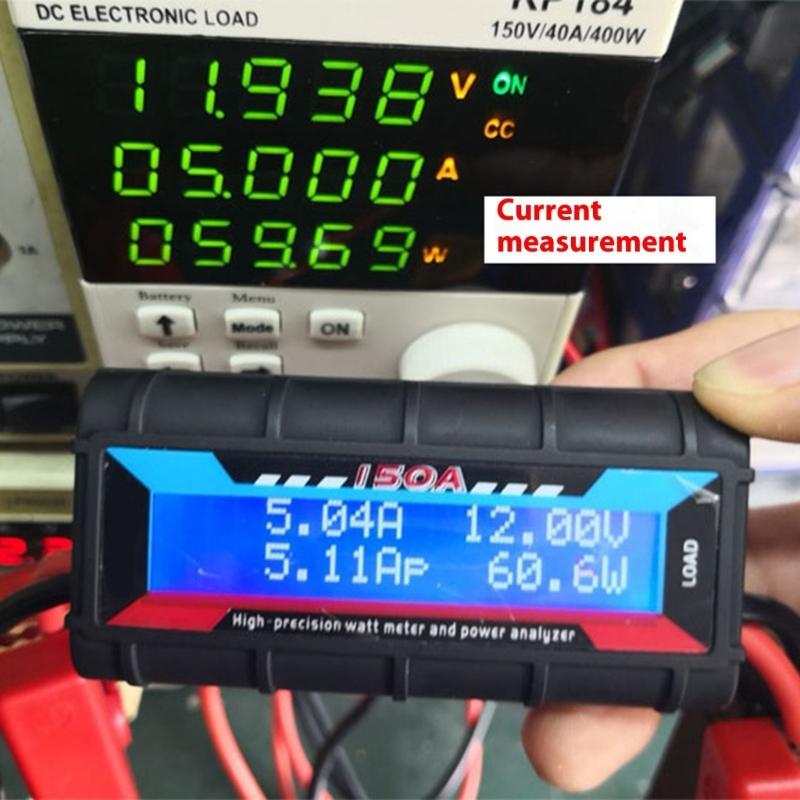 DC ELECTRONIC LOAD
150V/40A/400W
11.938 V ON
CC
05.000 A
059.69 W
Current
measurement
Battery Menu
Mode ON
Recall
150A
5.04A 12.00V
5.11Ap 60.6W
LOAD
High-precision watt meter and power analyzer